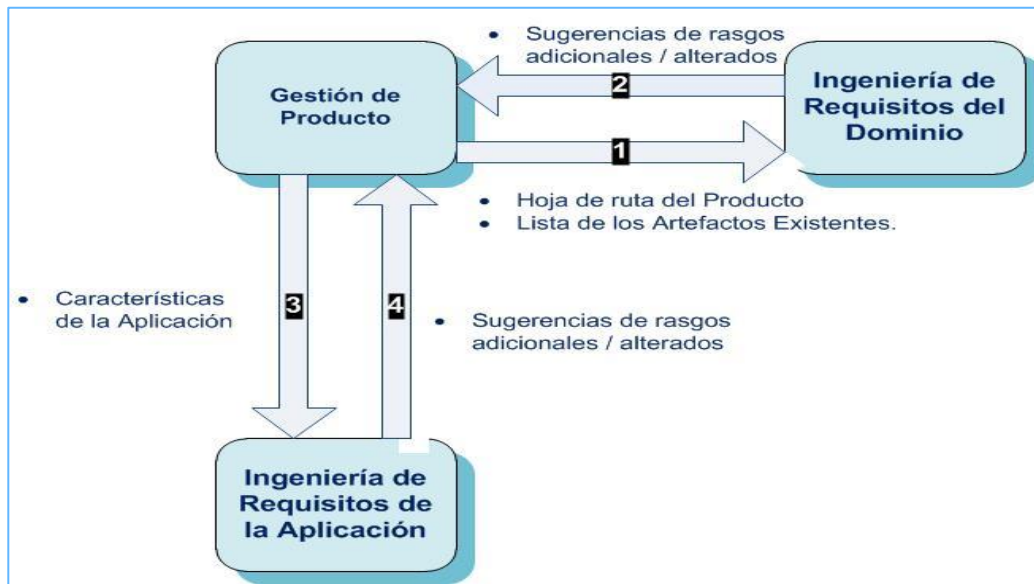 • Sugerencias de rasgos
adicionales / alterados
Gestión de
Producto
2
Ingeniería de
Requisitos del
Dominio
1
• Hoja de ruta del Producto
• Lista de los Artefactos Existentes.
• Características
de la Aplicación
3
4
• Sugerencias de rasgos
adicionales / alterados
Ingeniería de
Requisitos de
la Aplicación